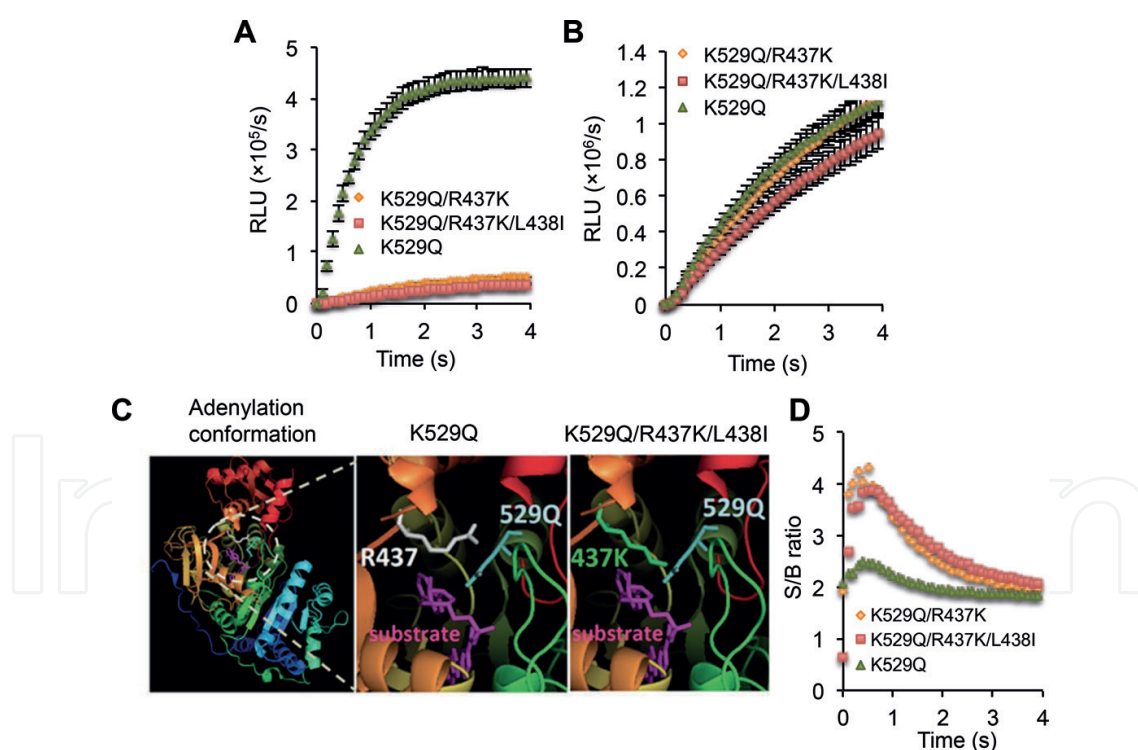 A
RLU (×10⁵/s)
5
4
3
2
1
0
K529Q/R437K
K529Q/R437K/L438I
K529Q
0 1 2 3 4
Time (s)
B
RLU (×10⁶/s)
1.4
1.2
1
0.8
0.6
0.4
0.2
0
K529Q/R437K
K529Q/R437K/L438I
K529Q
0 1 2 3 4
Time (s)
C
Adenylation
conformation
K529Q
K529Q/R437K/L438I
529Q
R437
substrate
529Q
437K
substrate
D
S/B ratio
5
4
3
2
1
0
K529Q/R437K
K529Q/R437K/L438I
K529Q
0 1 2 3 4
Time (s)